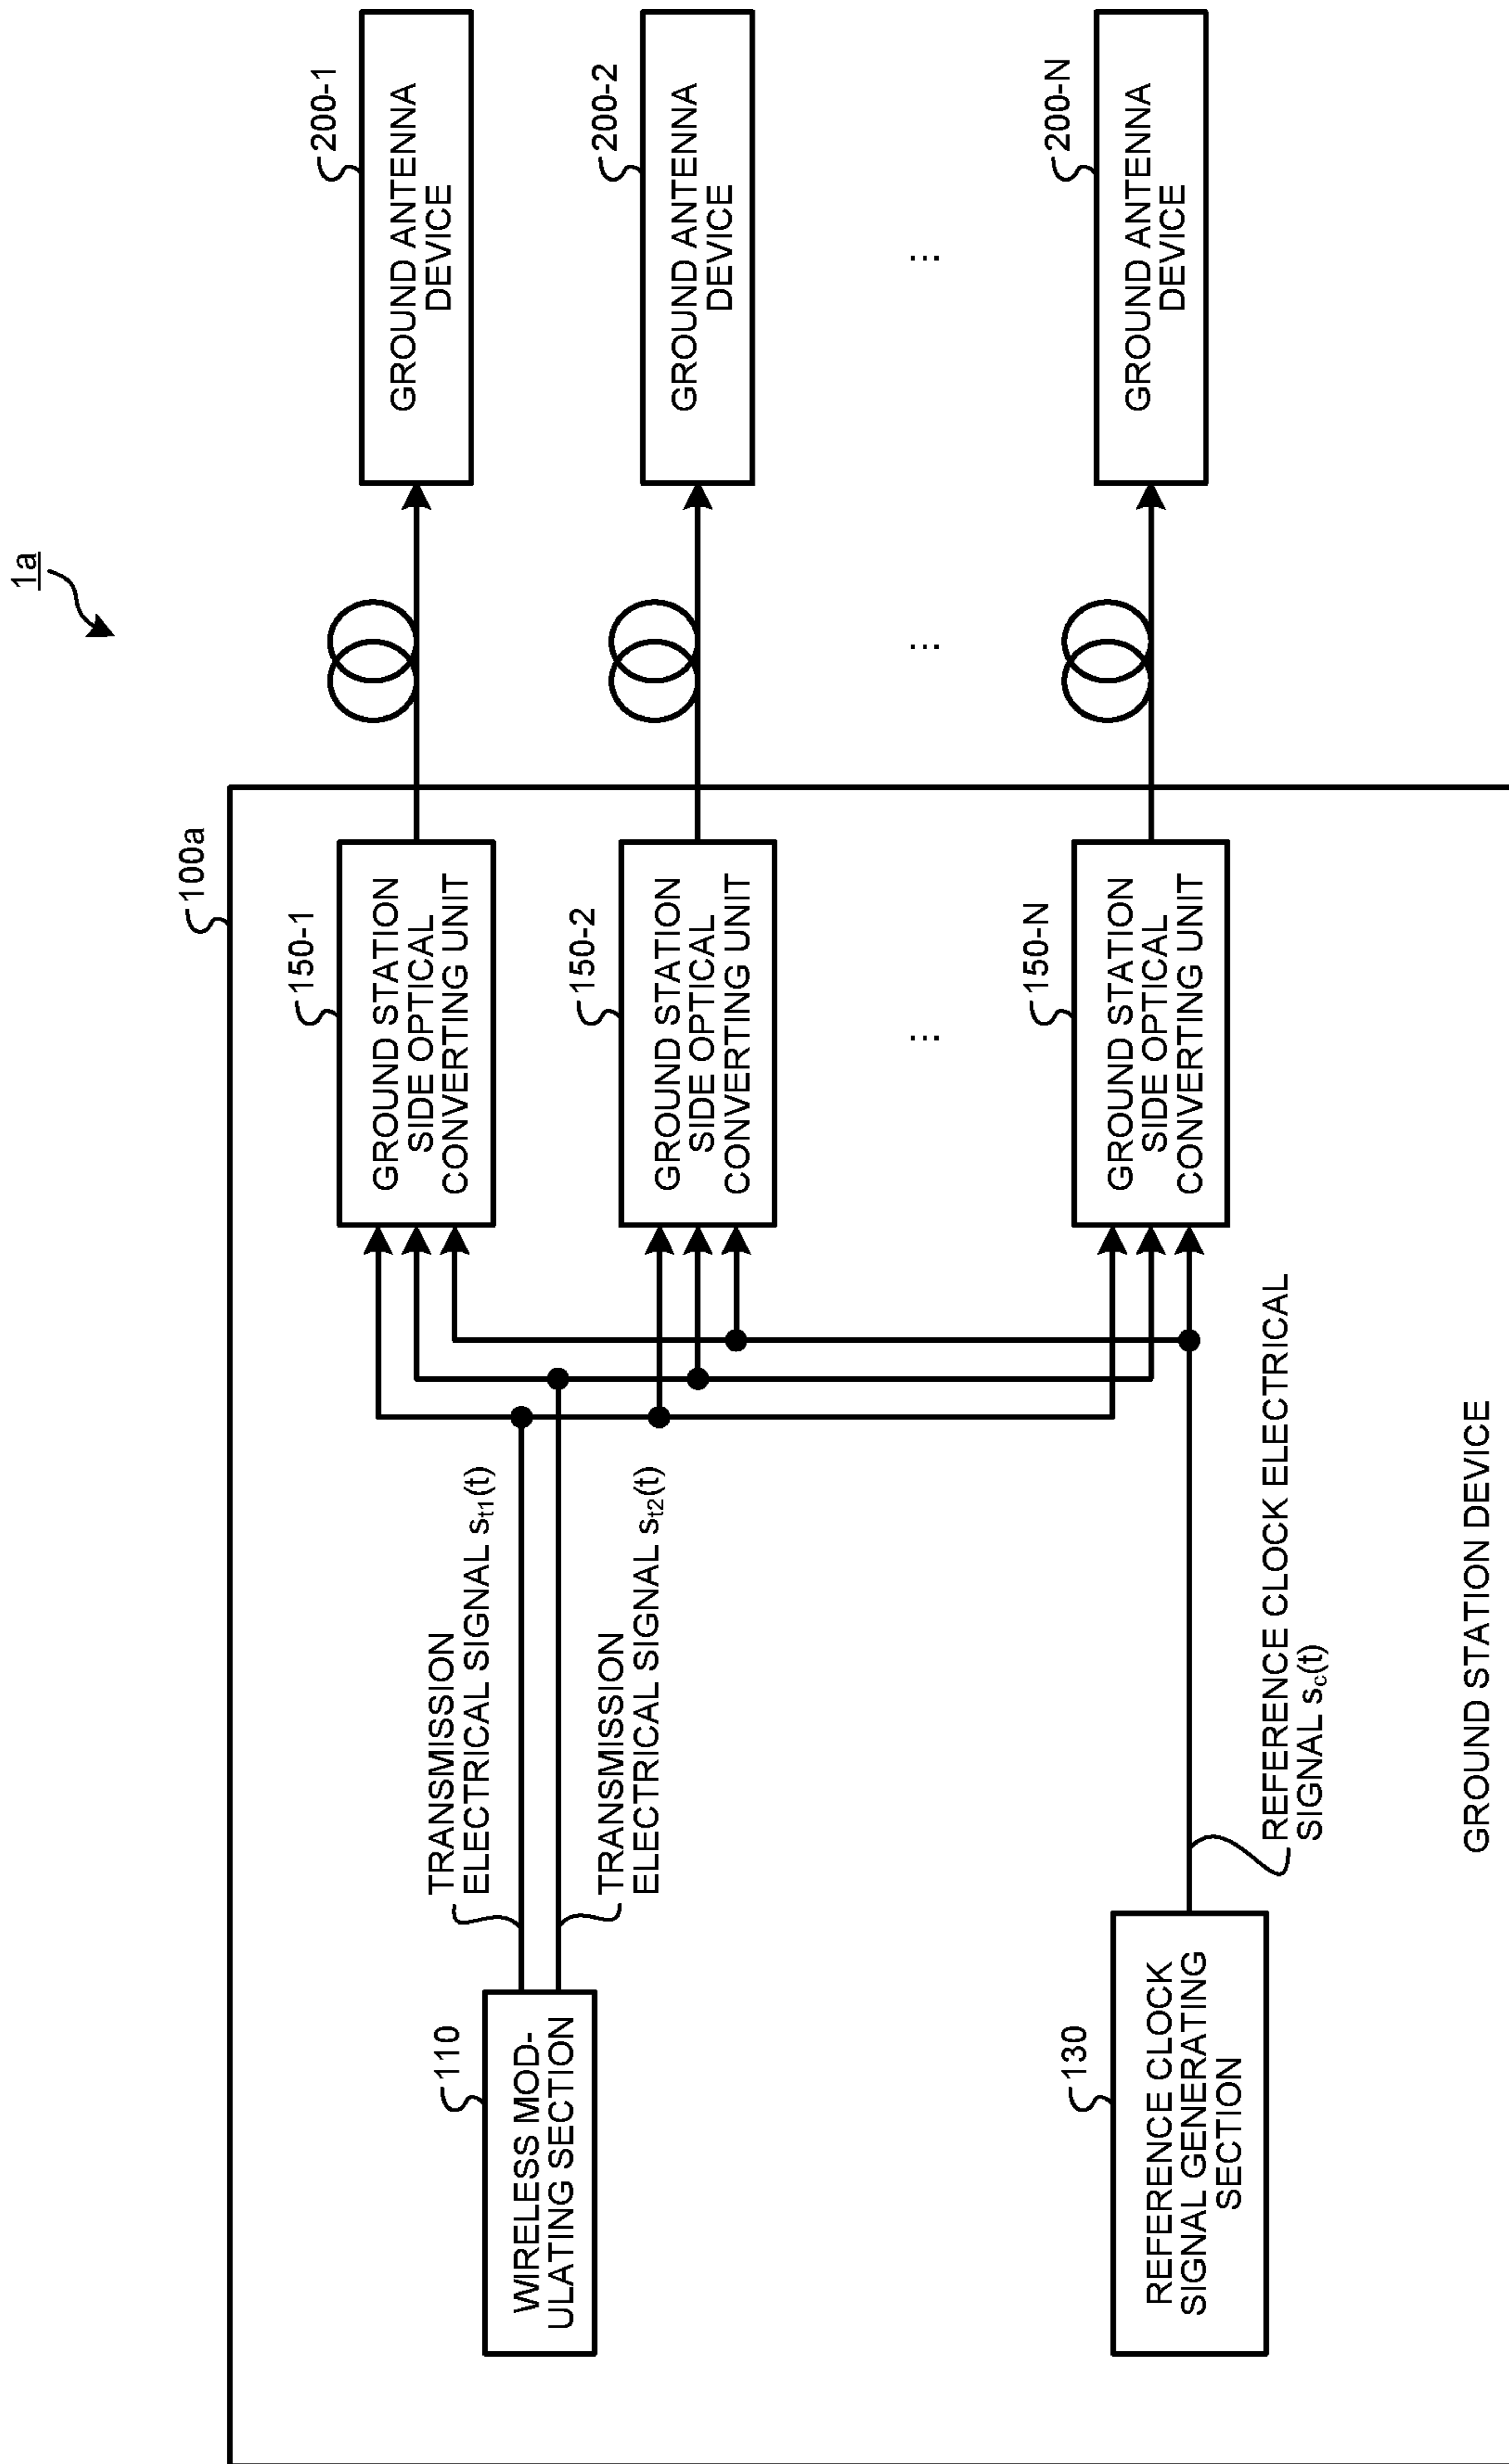 1a
100a
110
WIRELESS MOD-
ULATING SECTION
TRANSMISSION
ELECTRICAL SIGNAL st1(t)
TRANSMISSION
ELECTRICAL SIGNAL st2(t)
130
REFERENCE CLOCK
SIGNAL GENERATING
SECTION
REFERENCE CLOCK ELECTRICAL
SIGNAL sc(t)
150-1
GROUND STATION
SIDE OPTICAL
CONVERTING UNIT
150-2
GROUND STATION
SIDE OPTICAL
CONVERTING UNIT
...
150-N
GROUND STATION
SIDE OPTICAL
CONVERTING UNIT
GROUND STATION DEVICE
...
200-1
GROUND ANTENNA
DEVICE
200-2
GROUND ANTENNA
DEVICE
...
200-N
GROUND ANTENNA
DEVICE